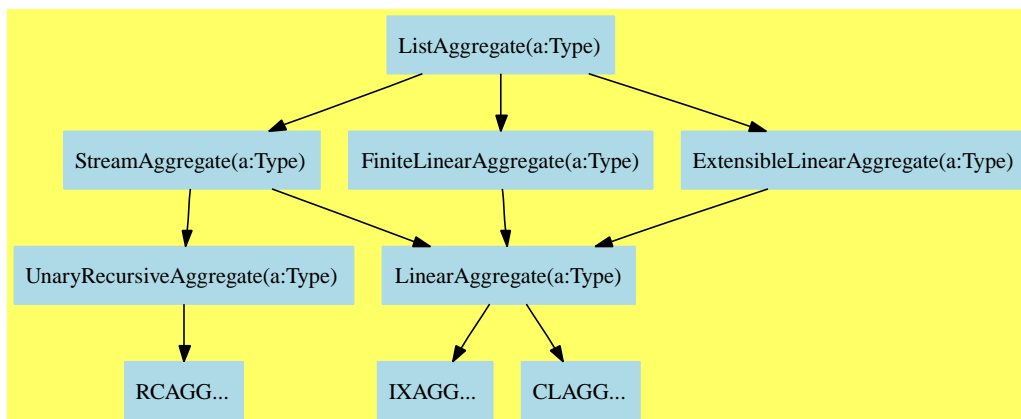 ListAggregate(a:Type)
StreamAggregate(a:Type)
FiniteLinearAggregate(a:Type)
ExtensibleLinearAggregate(a:Type)
UnaryRecursiveAggregate(a:Type)
LinearAggregate(a:Type)
RCAGG...
IXAGG...
CLAGG...